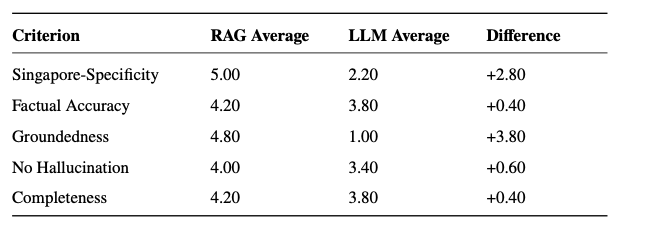 Criterion RAG Average LLM Average Difference
Singapore-Specificity 5.00 2.20 +2.80
Factual Accuracy 4.20 3.80 +0.40
Groundedness 4.80 1.00 +3.80
No Hallucination 4.00 3.40 +0.60
Completeness 4.20 3.80 +0.40